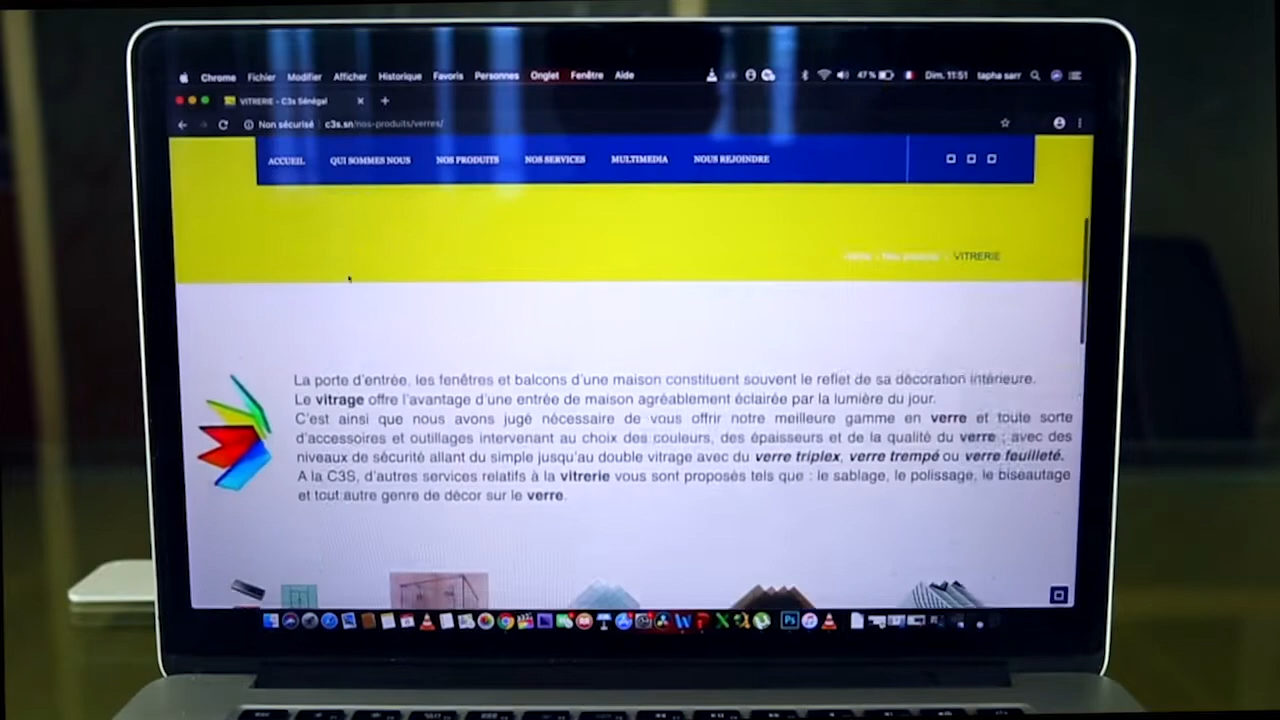 Chrome Fichier Modifier Afficher Historique Favoris Personnes Onglet Fenêtre Aide 47 % Dim. 11:51 tapha sarr
VITRERIE - C3s Sénégal
Non sécurisé c3s.sn/nos-produits/verres/
ACCUEIL QUI SOMMES NOUS NOS PRODUITS NOS SERVICES MULTIMEDIA NOUS REJOINDRE
VITRERIE
La porte d'entrée, les fenêtres et balcons d'une maison constituent souvent le reflet de sa décoration intérieure.
Le vitrage offre l'avantage d'une entrée de maison agréablement éclairée par la lumière du jour.
C'est ainsi que nous avons jugé nécessaire de vous offrir notre meilleure gamme en verre et toute sorte
d'accessoires et outillages intervenant au choix des couleurs, des épaisseurs et de la qualité du verre ; avec des
niveaux de sécurité allant du simple jusqu'au double vitrage avec du verre triplex, verre trempé ou verre feuilleté.
A la C3S, d'autres services relatifs à la vitrerie vous sont proposés tels que : le sablage, le polissage, le biseautage
et tout autre genre de décor sur le verre.
Ps